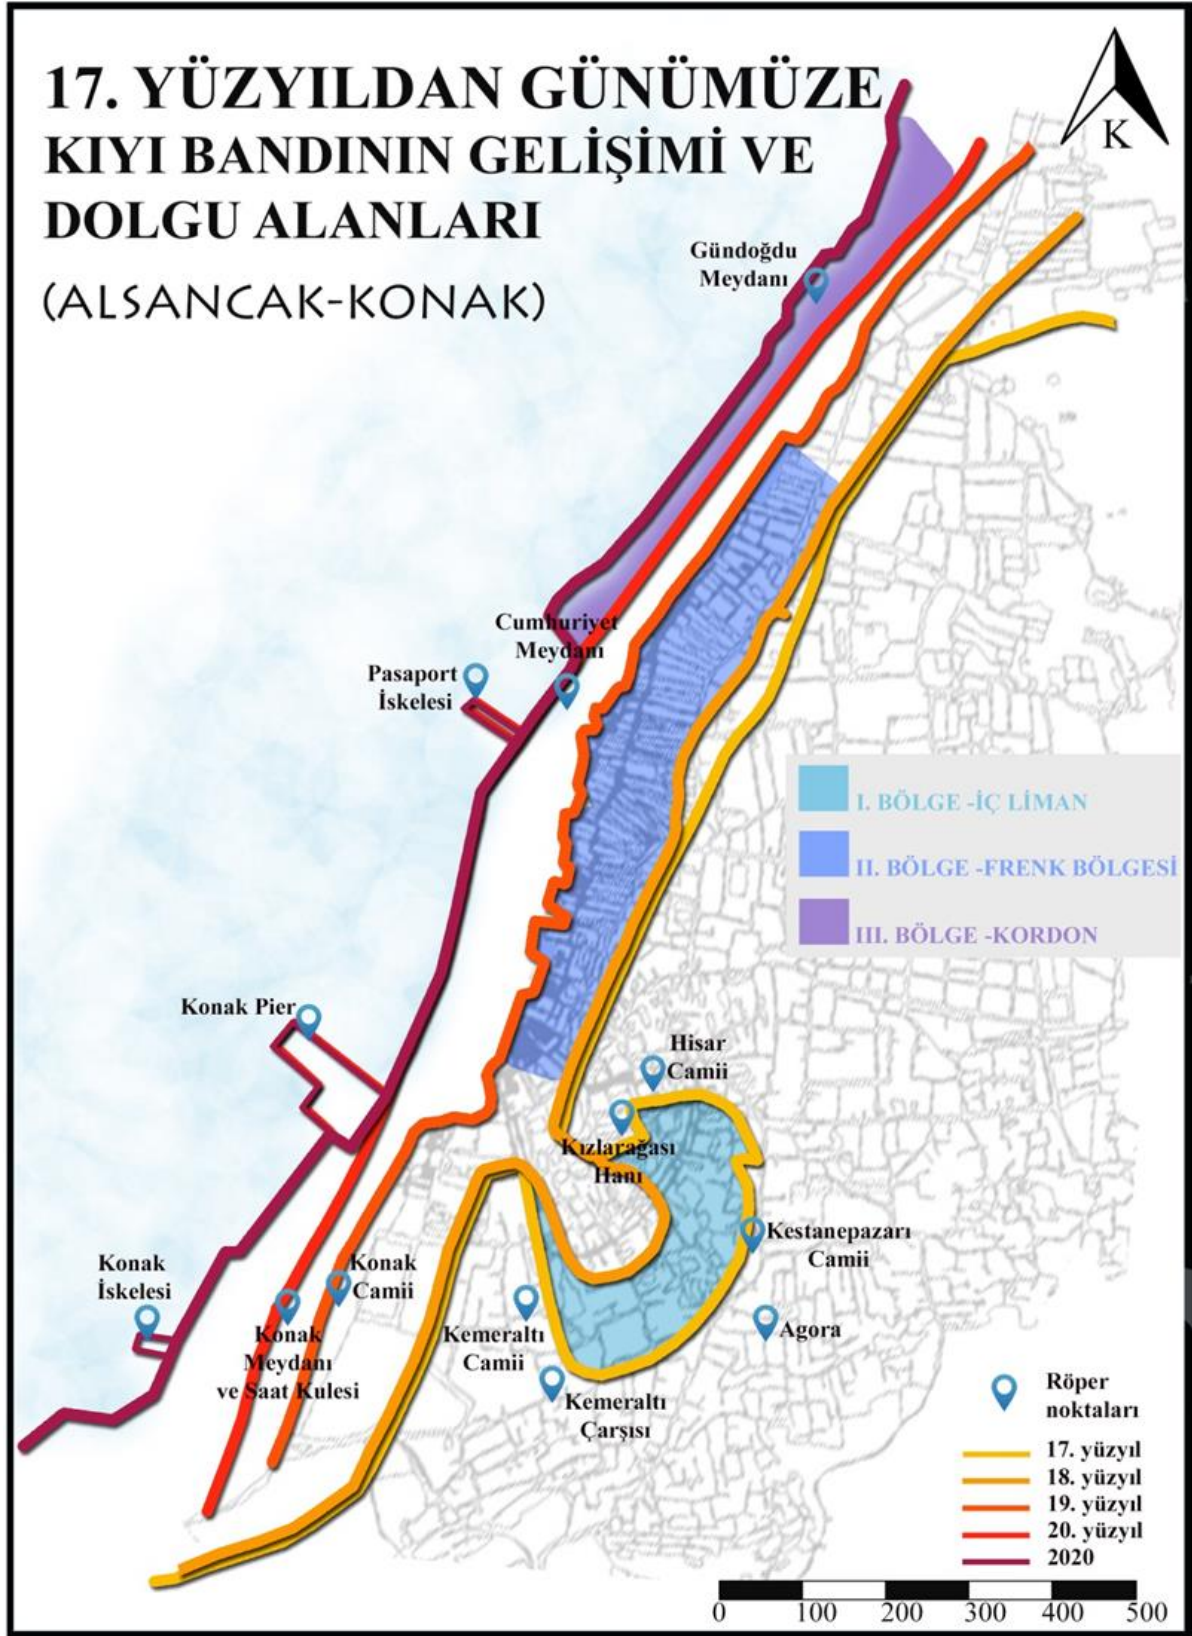 17. YÜZYILDAN GÜNÜMÜZE
KIYI BANDININ GELİŞİMİ VE
DOLGU ALANLARI
(ALSANCAK-KONAK)
K
Gündoğdu
Meydanı
Cumhuriyet
Meydanı
Pasaport
İskelesi
I. BÖLGE -İÇ LİMAN
II. BÖLGE -FRENK BÖLGESİ
III. BÖLGE -KORDON
Konak Pier
Hisar
Camii
Kızlarağası
Hanı
Kestanepazarı
Camii
Konak
İskelesi
Konak
Camii
Konak
Meydanı
ve Saat Kulesi
Kemeraltı
Camii
Agora
Kemeraltı
Çarşısı
Röper
noktaları
17. yüzyıl
18. yüzyıl
19. yüzyıl
20. yüzyıl
2020
0 100 200 300 400 500